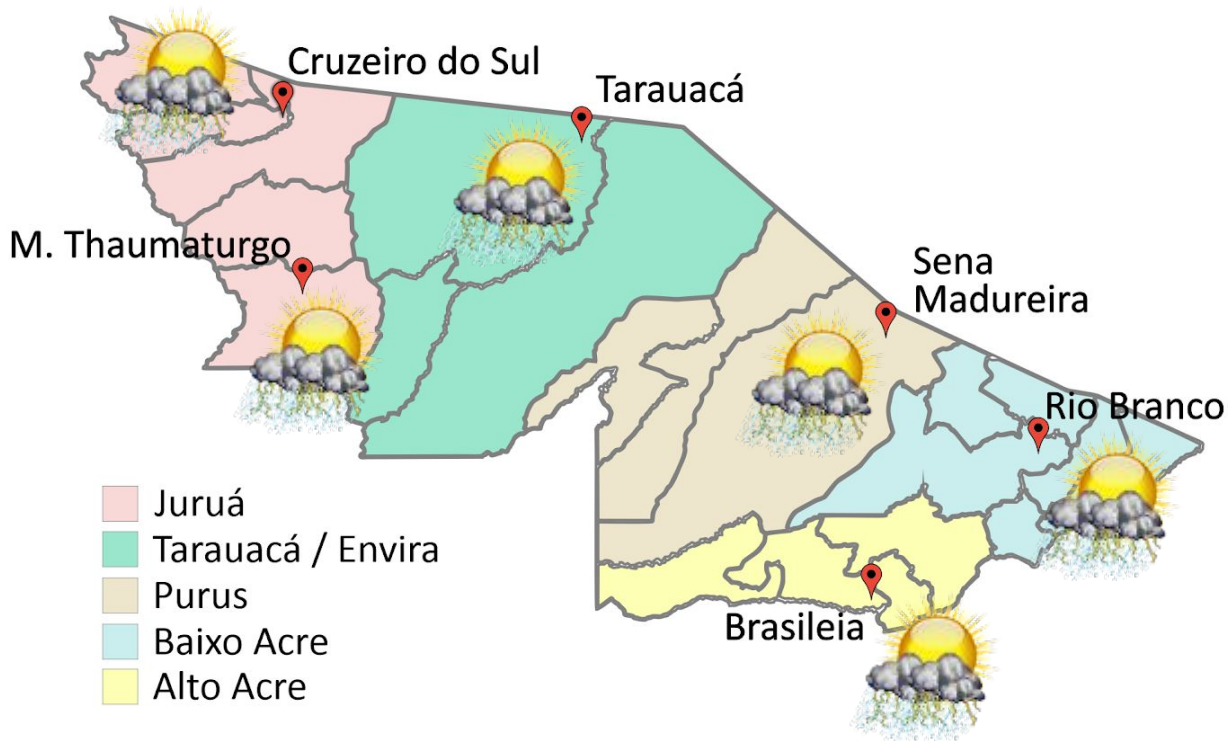 Cruzeiro do Sul
Tarauacá
M. Thaumaturgo
Sena
Madureira
Rio Branco
Juruá
Tarauacá / Envira
Purus
Baixo Acre
Alto Acre
Brasileia